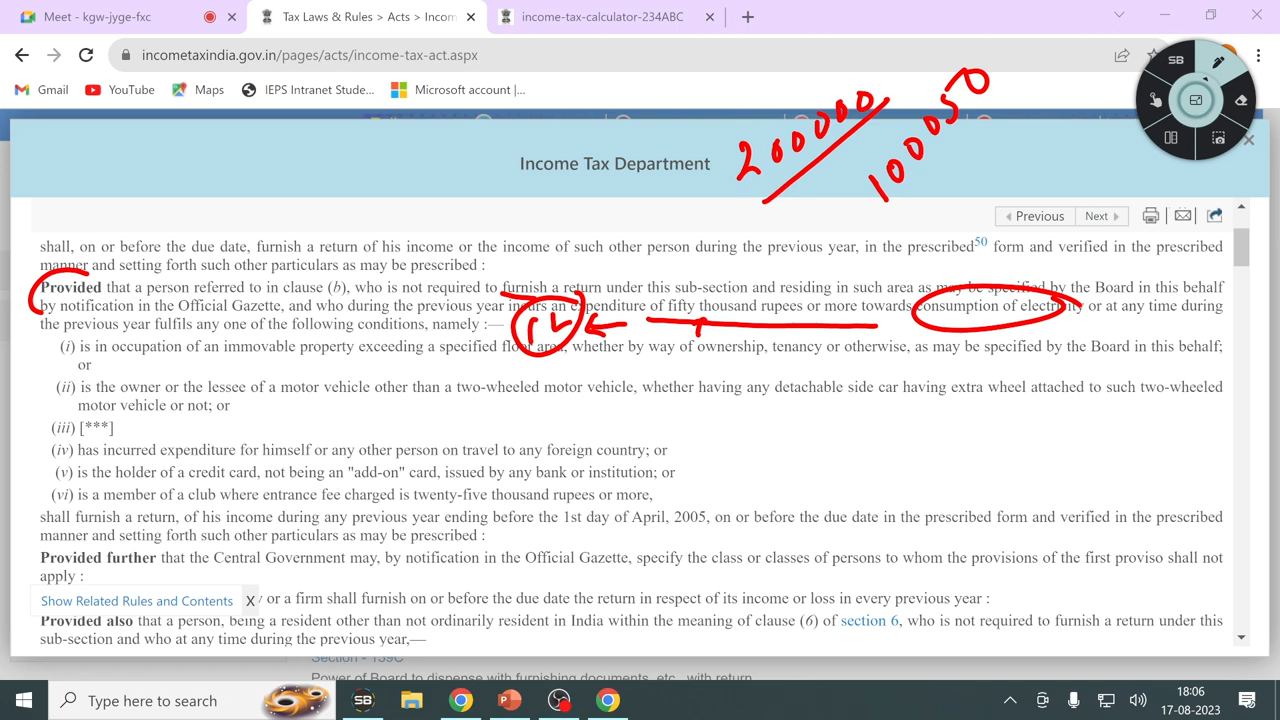 Meet - kgw-jyge-fxc
Tax Laws & Rules > Acts > Incom
income-tax-calculator-234ABC
incometaxindia.gov.in/pages/acts/income-tax-act.aspx
SB
Gmail YouTube Maps IEPS Intranet Stude... Microsoft account |...
200000
100050
Income Tax Department
Previous Next
shall, on or before the due date, furnish a return of his income or the income of such other person during the previous year, in the prescribed50 form and verified in the prescribed
manner and setting forth such other particulars as may be prescribed :
Provided that a person referred to in clause (b), who is not required to furnish a return under this sub-section and residing in such area as may be specified by the Board in this behalf
by notification in the Official Gazette, and who during the previous year incurs an expenditure of fifty thousand rupees or more towards consumption of electricity or at any time during
the previous year fulfils any one of the following conditions, namely :—
(i) is in occupation of an immovable property exceeding a specified floor area, whether by way of ownership, tenancy or otherwise, as may be specified by the Board in this behalf;
or
(ii) is the owner or the lessee of a motor vehicle other than a two-wheeled motor vehicle, whether having any detachable side car having extra wheel attached to such two-wheeled
motor vehicle or not; or
(iii) [***]
(iv) has incurred expenditure for himself or any other person on travel to any foreign country; or
(v) is the holder of a credit card, not being an "add-on" card, issued by any bank or institution; or
(vi) is a member of a club where entrance fee charged is twenty-five thousand rupees or more,
shall furnish a return, of his income during any previous year ending before the 1st day of April, 2005, on or before the due date in the prescribed form and verified in the prescribed
manner and setting forth such other particulars as may be prescribed :
Provided further that the Central Government may, by notification in the Official Gazette, specify the class or classes of persons to whom the provisions of the first proviso shall not
apply :
Show Related Rules and Contents X
y or a firm shall furnish on or before the due date the return in respect of its income or loss in every previous year :
Provided also that a person, being a resident other than not ordinarily resident in India within the meaning of clause (6) of section 6, who is not required to furnish a return under this
sub-section and who at any time during the previous year,—
Section - 139C
Power of Board to dispense with furnishing documents, etc., with return
Type here to search
SB
18:06
17-08-2023